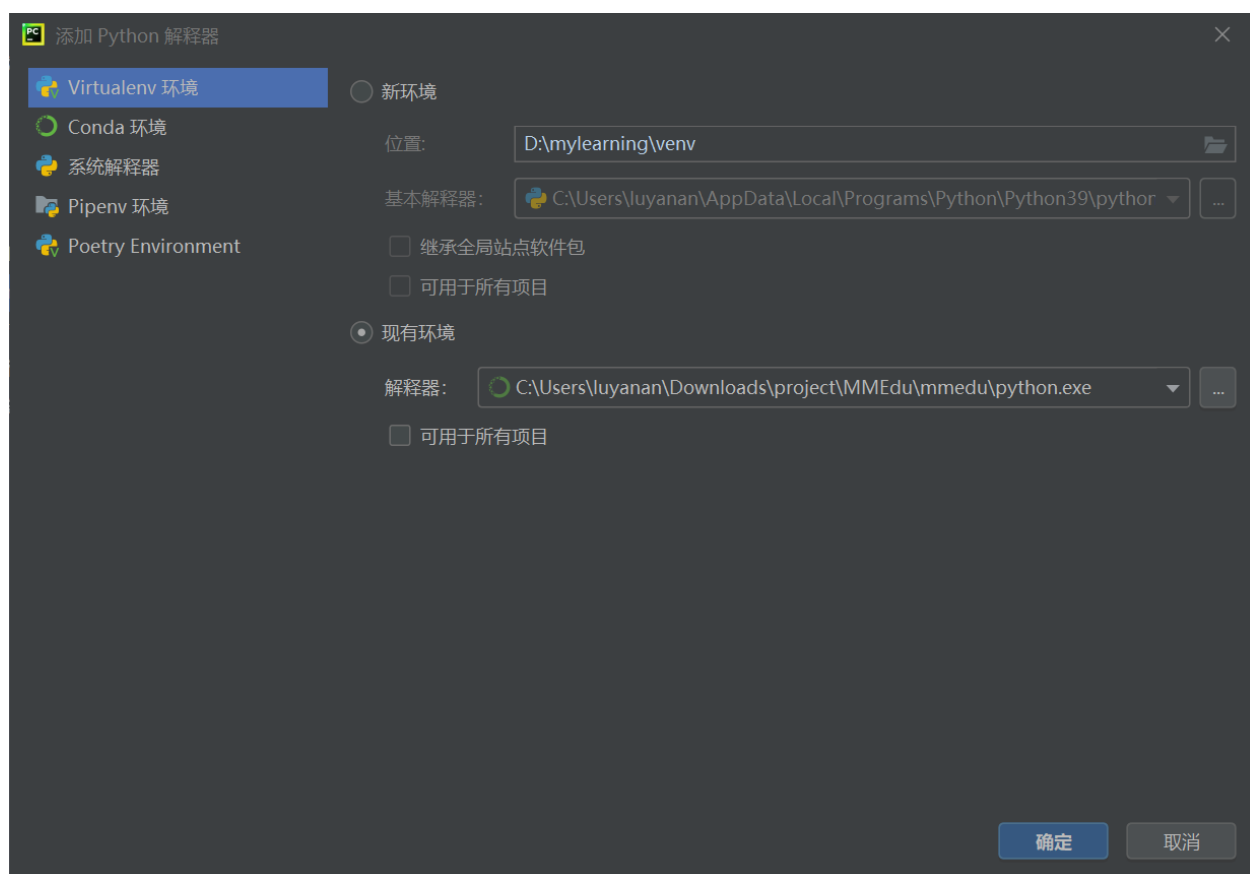 PC
添加 Python 解释器
Virtualenv 环境
Conda 环境
系统解释器
Pipenv 环境
Poetry Environment
新环境
位置:
D:\mylearning\venv
基本解释器:
C:\Users\luyanan\AppData\Local\Programs\Python\Python39\python
...
继承全局站点软件包
可用于所有项目
现有环境
解释器:
C:\Users\luyanan\Downloads\project\MMEdu\mmedu\python.exe
...
可用于所有项目
确定
取消